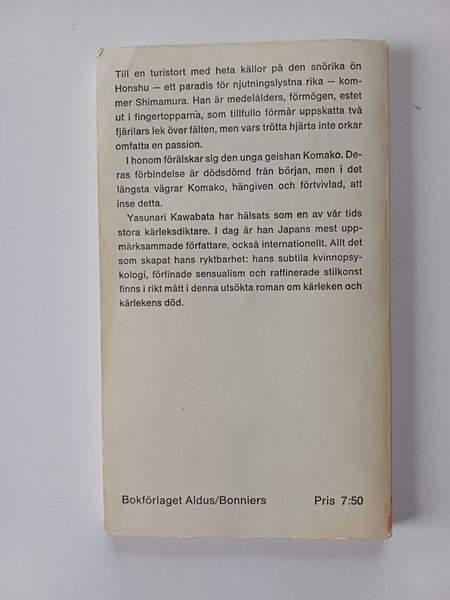 Till en turistort med heta källor på den snörika ön
Honshu — ett paradis för njutningslystna rika — kom-
mer Shimamura. Han är medelålders, förmögen, estet
ut i fingertopparna, som tillfullo förmår uppskatta två
fjärilars lek över fälten, men vars trötta hjärta inte orkar
omfatta en passion.
I honom förälskar sig den unga geishan Komako. De-
ras förbindelse är dödsdömd från början, men i det
längsta vägrar Komako, hängiven och förtvivlad, att
inse detta.
Yasunari Kawabata har hälsats som en av vår tids
stora kärleksdiktare. I dag är han Japans mest upp-
märksammade författare, också internationellt. Allt det
som skapat hans ryktbarhet: hans subtila kvinnopsy-
kologi, förfinade sensualism och raffinerade stilkonst
finns i rikt mått i denna utsökta roman om kärleken och
kärlekens död.
Bokförlaget Aldus/Bonniers Pris 7:50